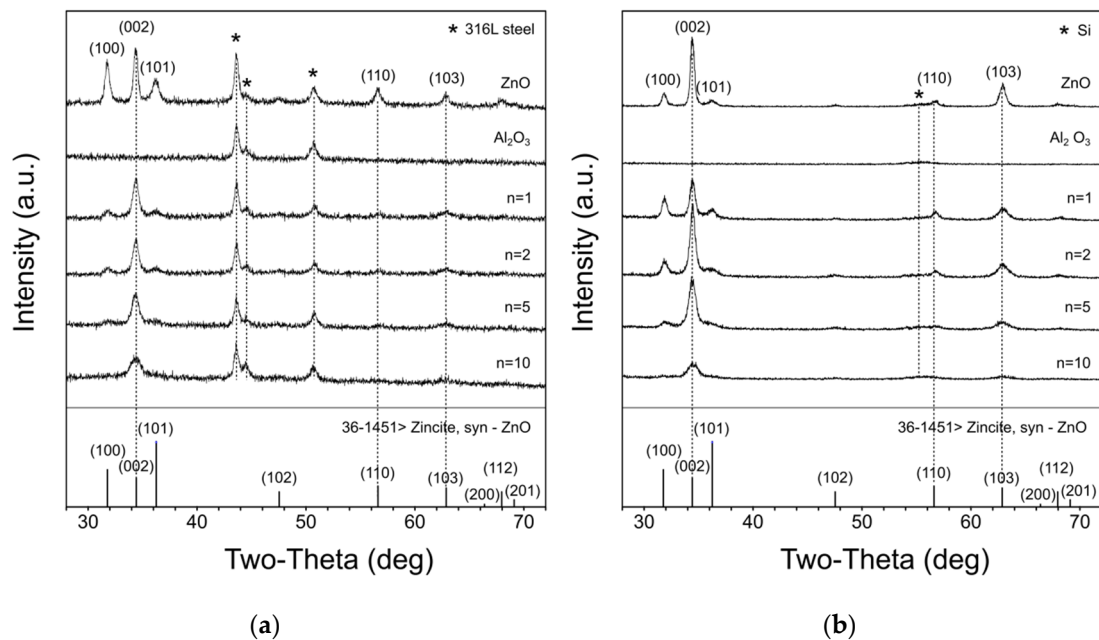 (002)
* 316L steel
(100)
(101)
*
*
*
(110)
(103)
ZnO
Al₂O₃
n=1
n=2
n=5
n=10
36-1451> Zincite, syn - ZnO
(101)
(100)
(002)
(102)
(110)
(103)
(112)
(200)
(201)
30 40 50 60 70
Two-Theta (deg)
Intensity (a.u.)
(a)
(002)
* Si
(100)
(101)
*
(110)
(103)
ZnO
Al₂ O₃
n=1
n=2
n=5
n=10
(101)
36-1451> Zincite, syn - ZnO
(100)
(002)
(102)
(110)
(103)
(112)
(200)
(201)
30 40 50 60 70
Two-Theta (deg)
Intensity (a.u.)
(b)